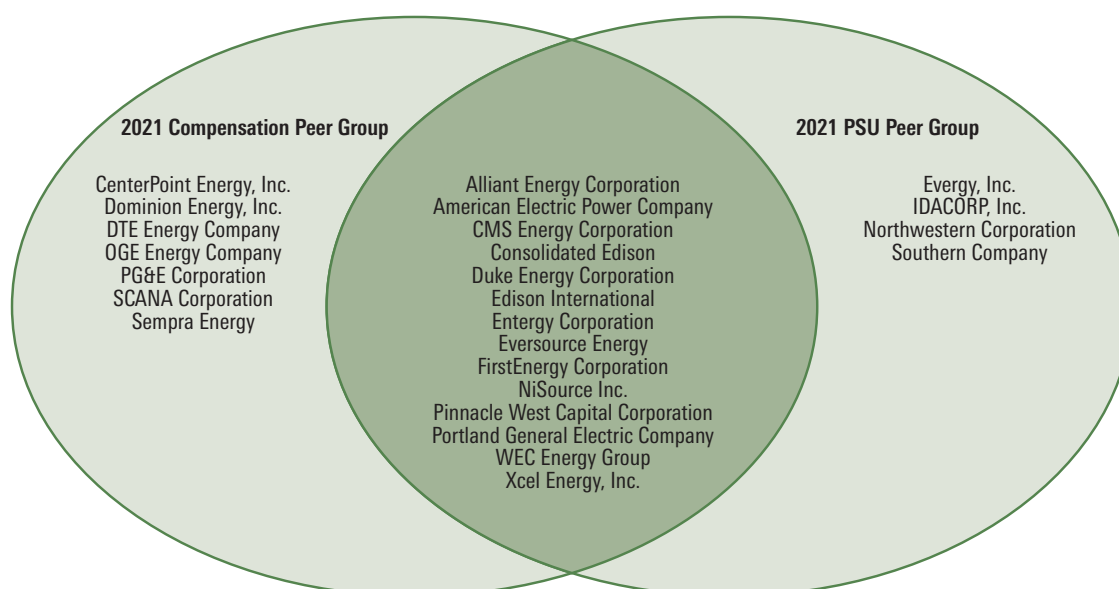 2021 Compensation Peer Group
CenterPoint Energy, Inc.
Dominion Energy, Inc.
DTE Energy Company
OGE Energy Company
PG&E Corporation
SCANA Corporation
Sempra Energy
Alliant Energy Corporation
American Electric Power Company
CMS Energy Corporation
Consolidated Edison
Duke Energy Corporation
Edison International
Entergy Corporation
Eversource Energy
FirstEnergy Corporation
NiSource Inc.
Pinnacle West Capital Corporation
Portland General Electric Company
WEC Energy Group
Xcel Energy, Inc.
2021 PSU Peer Group
Evergy, Inc.
IDACORP, Inc.
Northwestern Corporation
Southern Company